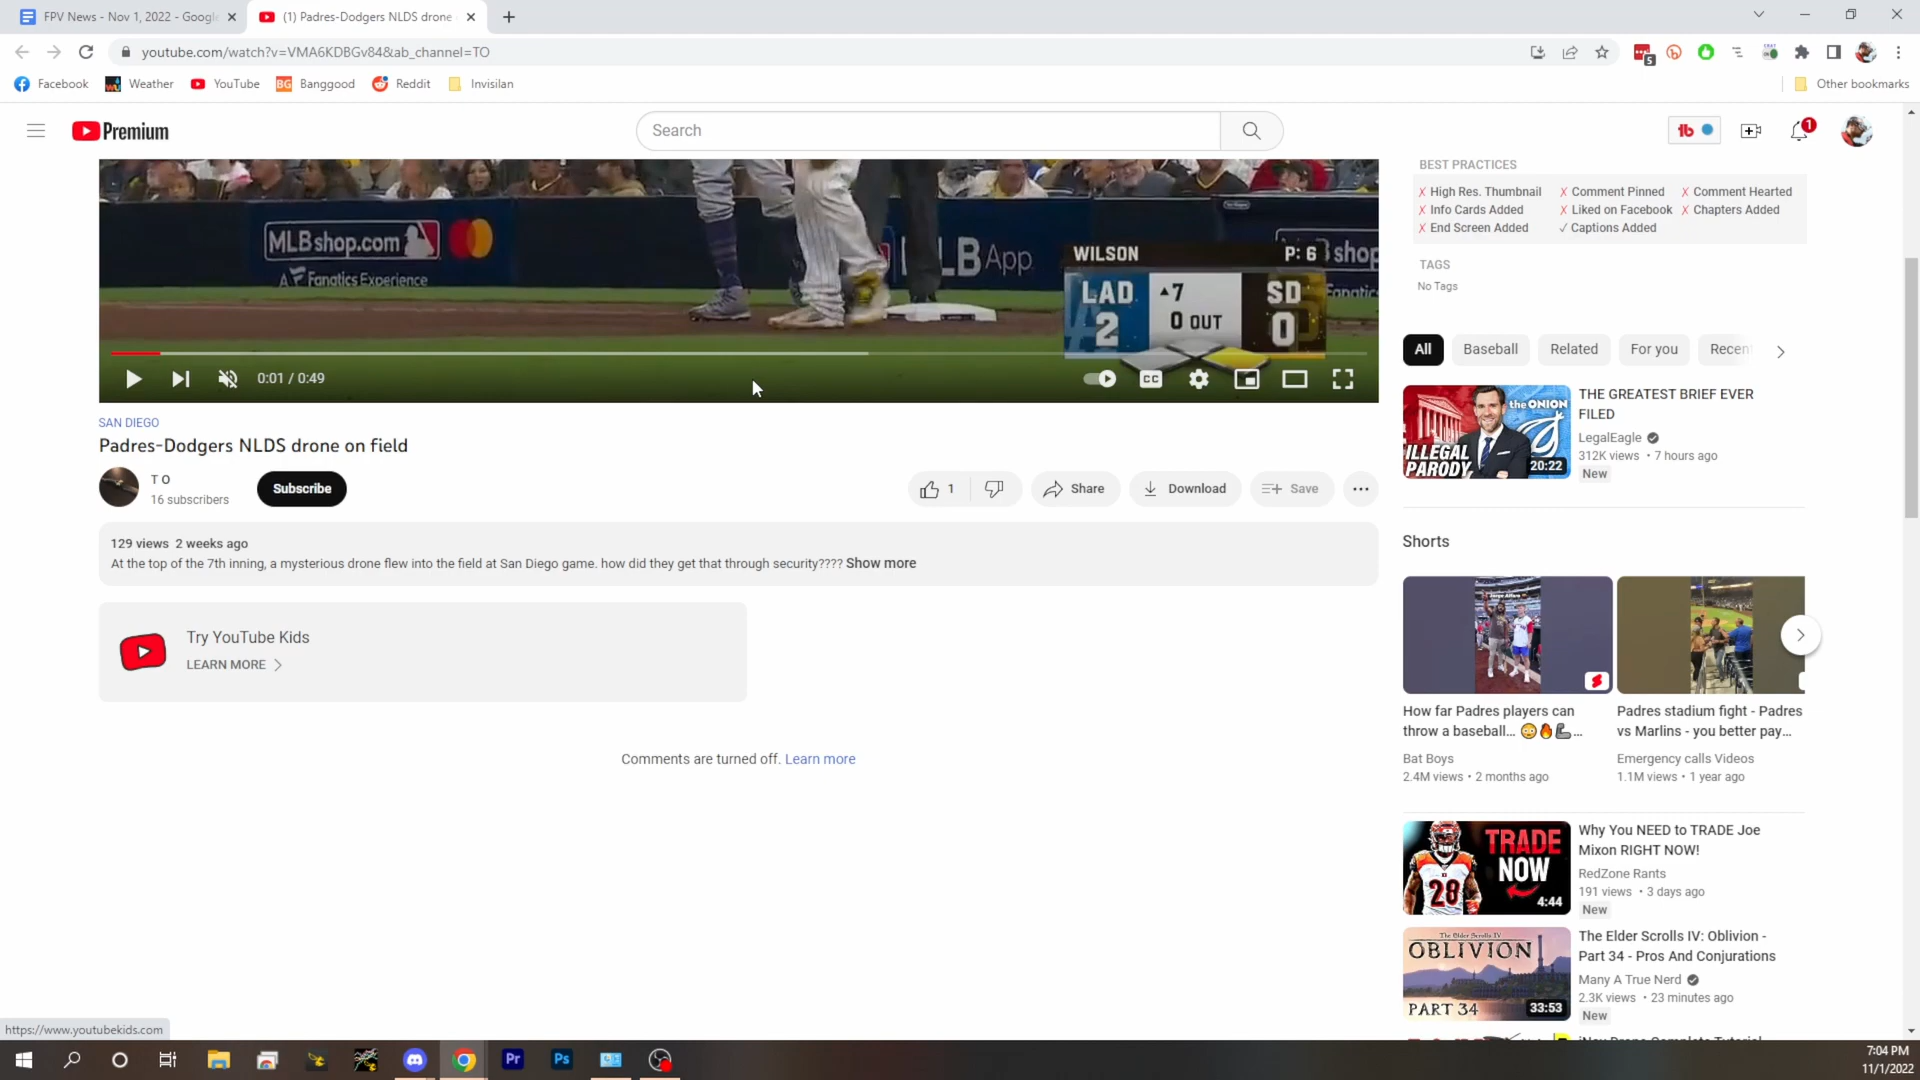 FPV News - Nov 1, 2022 - Google
(1) Padres-Dodgers NLDS drone
youtube.com/watch?v=VMA6KDBGv84&ab_channel=TO
5
Facebook
Weather
YouTube
BG Banggood
Reddit
Invisilan
Other bookmarks
Premium
Search
1
MLBshop.com
A Fanatics Experience
LB App
WILSON P: 6
LAD ▲7 SD
2 0 OUT 0
0:01 / 0:49
CC
SAN DIEGO
Padres-Dodgers NLDS drone on field
T O
16 subscribers
Subscribe
1
Share
Download
Save
129 views 2 weeks ago
At the top of the 7th inning, a mysterious drone flew into the field at San Diego game. how did they get that through security???? Show more
Try YouTube Kids
LEARN MORE
Comments are turned off. Learn more
BEST PRACTICES
✗ High Res. Thumbnail ✗ Comment Pinned ✗ Comment Hearted
✗ Info Cards Added ✗ Liked on Facebook ✗ Chapters Added
✗ End Screen Added ✓ Captions Added
TAGS
No Tags
All Baseball Related For you Recen
the ONION
ILLEGAL
PARODY
20:22
THE GREATEST BRIEF EVER
FILED
LegalEagle
312K views • 7 hours ago
New
Shorts
How far Padres players can
throw a baseball... 😳🔥🦾...
Bat Boys
2.4M views • 2 months ago
Padres stadium fight - Padres
vs Marlins - you better pay...
Emergency calls Videos
1.1M views • 1 year ago
TRADE
NOW
28
4:44
Why You NEED to TRADE Joe
Mixon RIGHT NOW!
RedZone Rants
191 views • 3 days ago
New
The Elder Scrolls IV:
OBLIVION
PART 34
33:53
The Elder Scrolls IV: Oblivion -
Part 34 - Pros And Conjurations
Many A True Nerd
2.3K views • 23 minutes ago
New
https://www.youtubekids.com
Pr
Ps
7:04 PM
11/1/2022